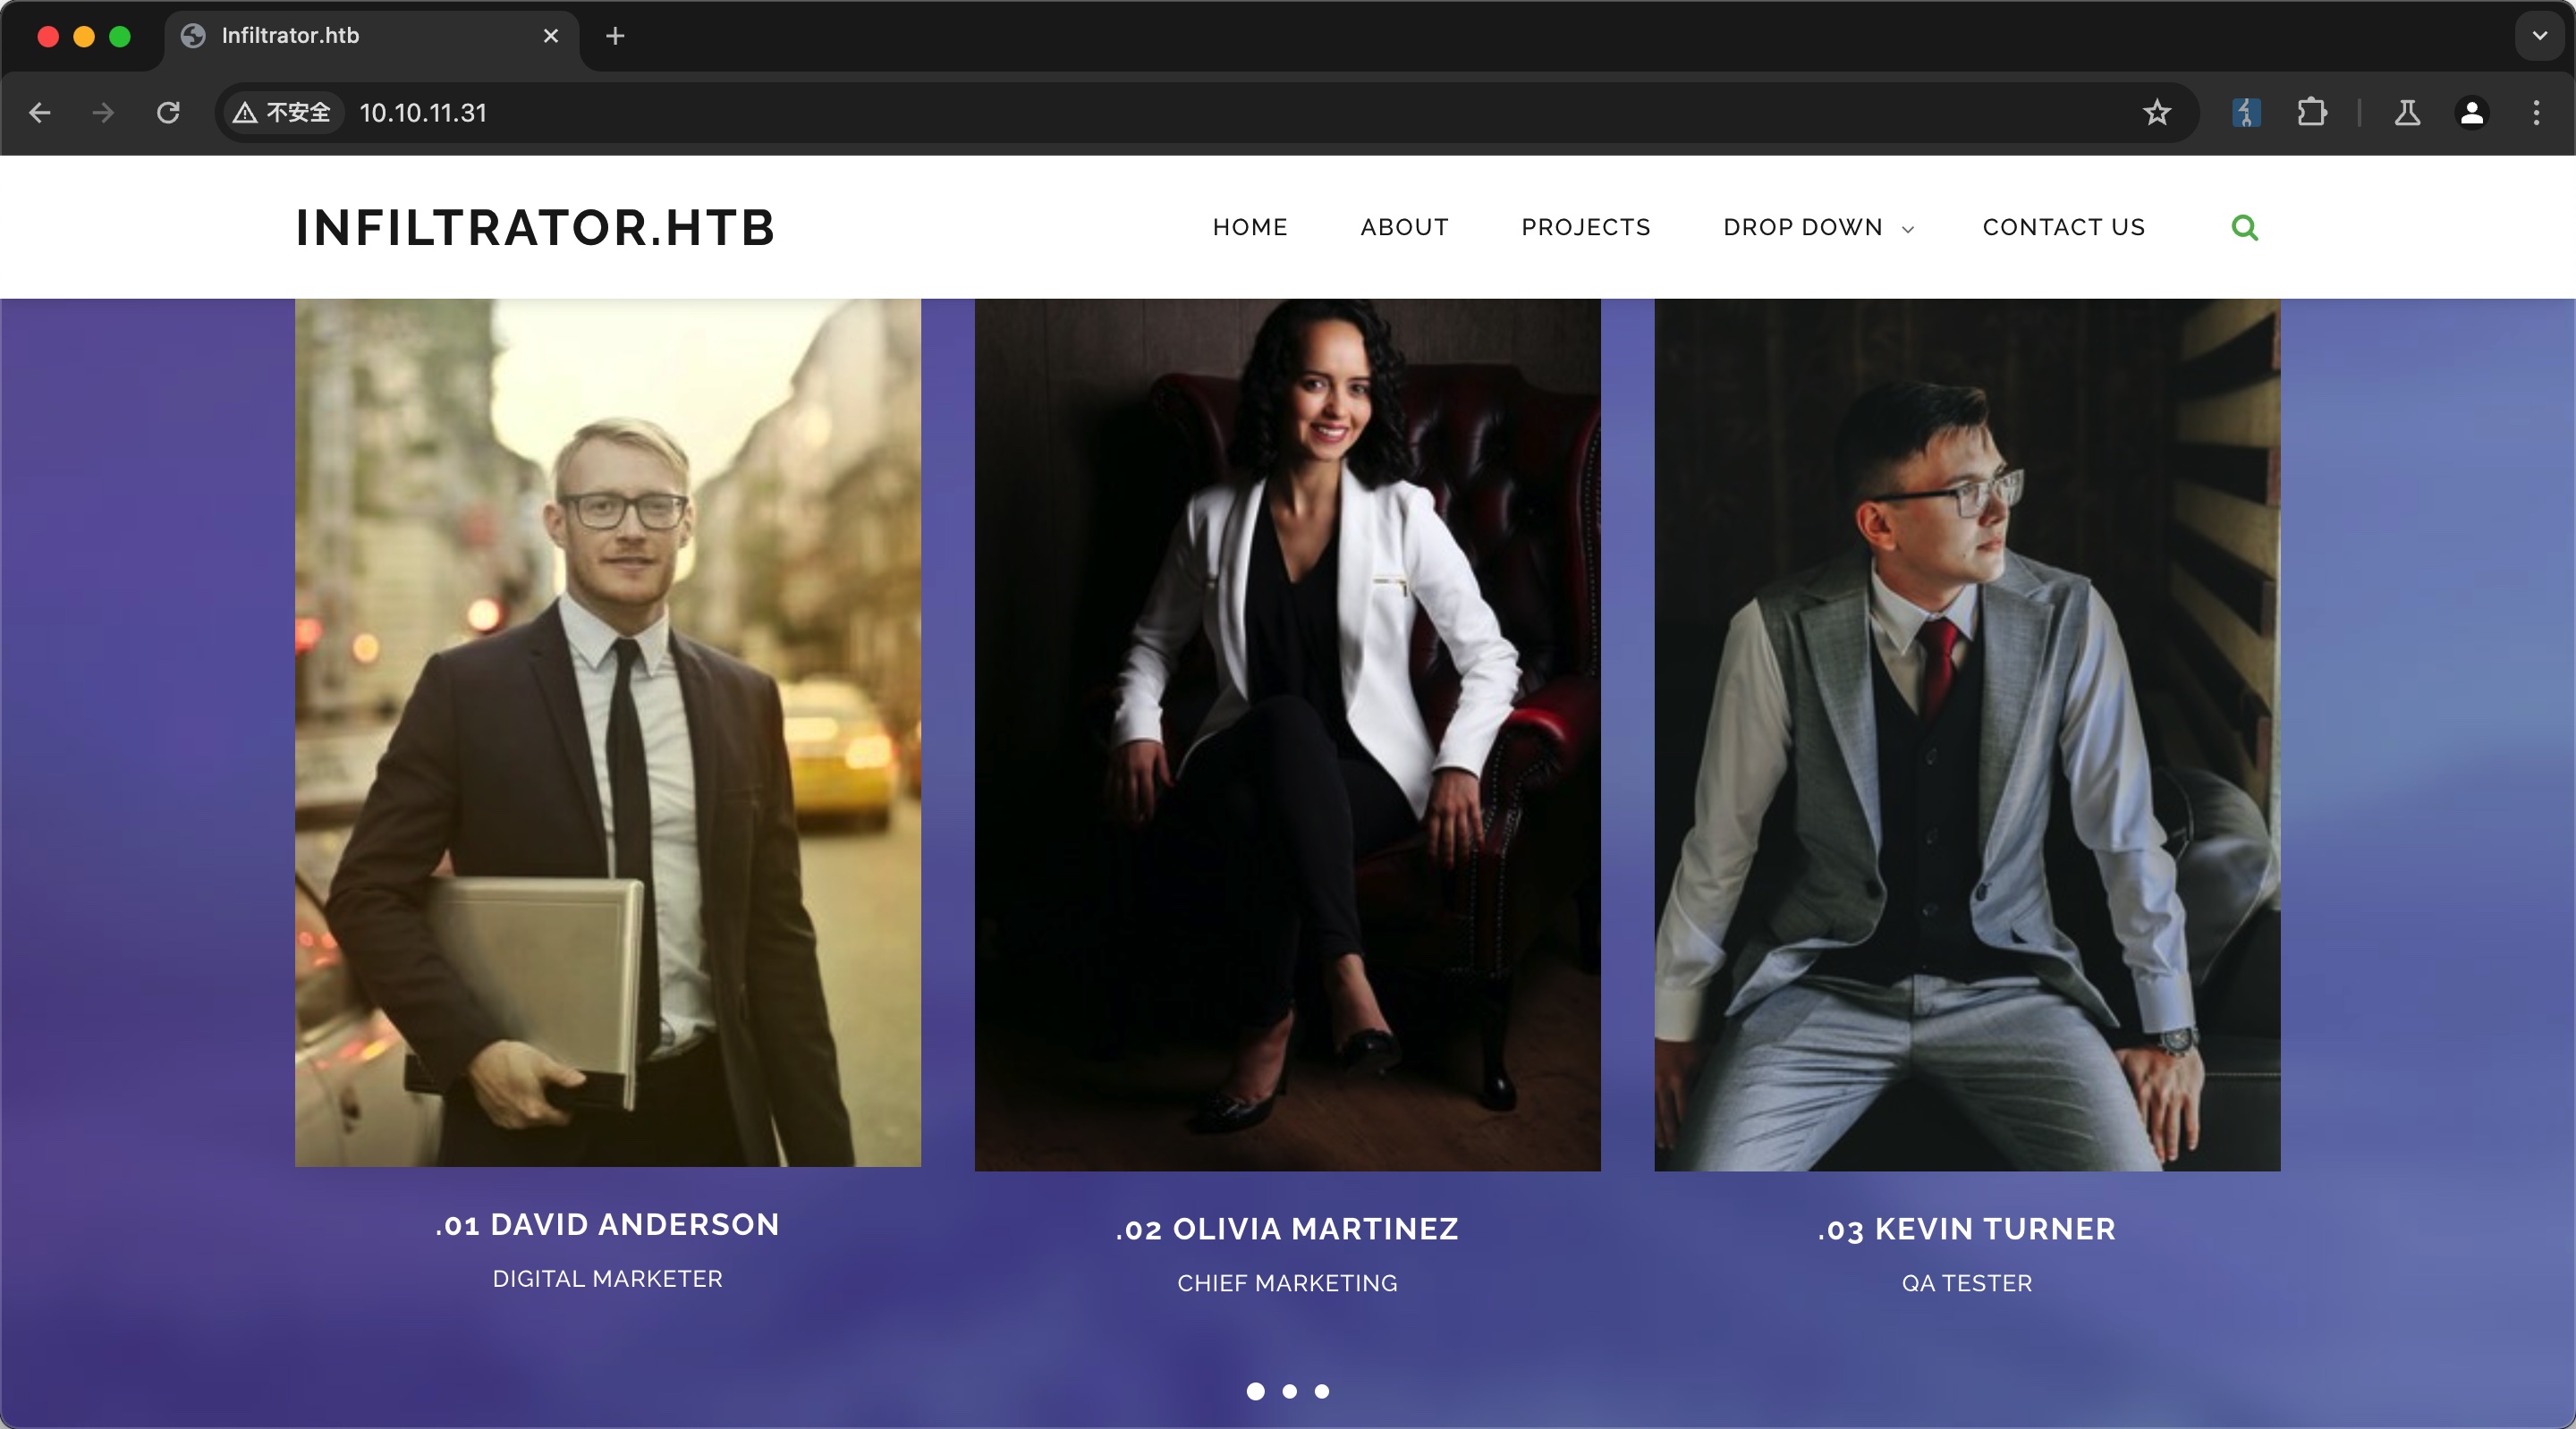 Infiltrator.htb
不安全 10.10.11.31
INFILTRATOR.HTB HOME ABOUT PROJECTS DROP DOWN CONTACT US
.01 DAVID ANDERSON
DIGITAL MARKETER
.02 OLIVIA MARTINEZ
CHIEF MARKETING
.03 KEVIN TURNER
QA TESTER